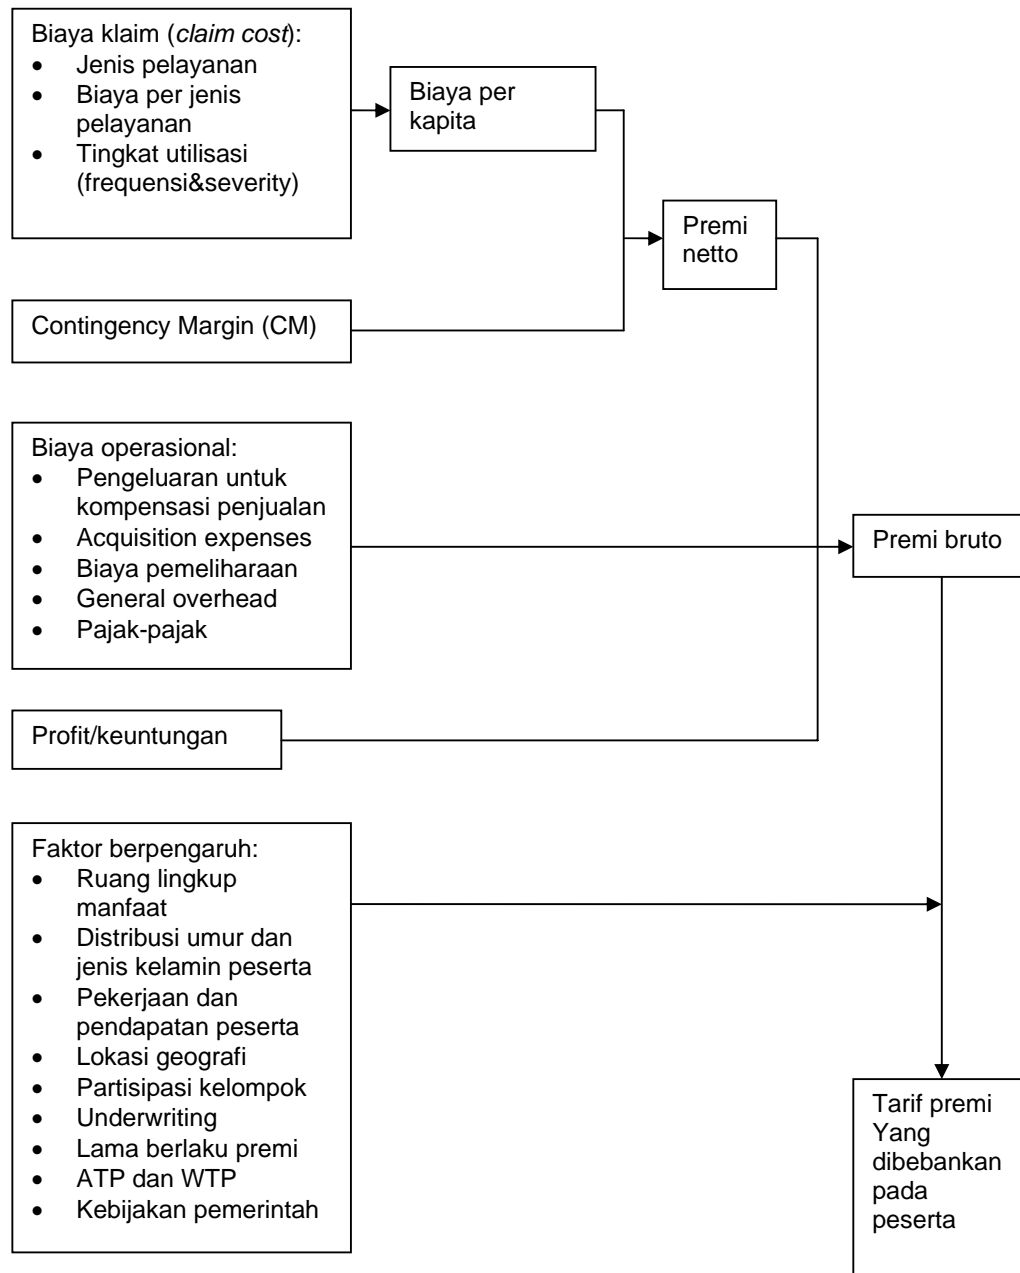 Biaya klaim (claim cost):
• Jenis pelayanan
• Biaya per jenis
pelayanan
• Tingkat utilisasi
(frequensi&severity)
Biaya per
kapita
Premi
netto
Contingency Margin (CM)
Biaya operasional:
• Pengeluaran untuk
kompensasi penjualan
• Acquisition expenses
• Biaya pemeliharaan
• General overhead
• Pajak-pajak
Premi bruto
Profit/keuntungan
Faktor berpengaruh:
• Ruang lingkup
manfaat
• Distribusi umur dan
jenis kelamin peserta
• Pekerjaan dan
pendapatan peserta
• Lokasi geografi
• Partisipasi kelompok
• Underwriting
• Lama berlaku premi
• ATP dan WTP
• Kebijakan pemerintah
Tarif premi
Yang
dibebankan
pada
peserta